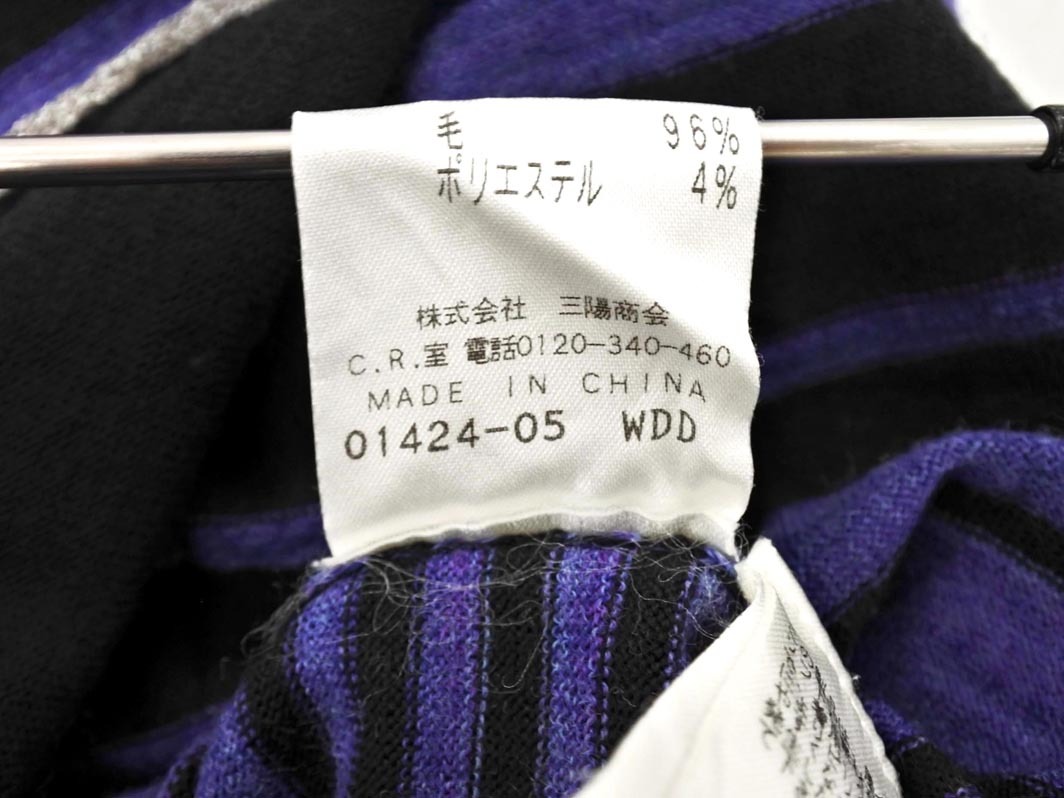 毛 96%
ポリエステル 4%
株式会社 三陽商会
C.R.室 電話0120-340-460
MADE IN CHINA
01424-05 WDD